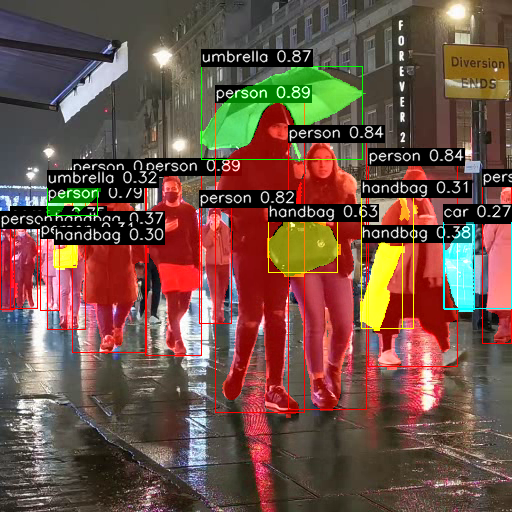 umbrella 0.87
FOREVER 2
Diversion
ENDS
person 0.89
person 0.84
person 0.84
person 0.89
umbrella 0.32
person 0.79
handbag 0.31
person 0.82
handbag 0.63
car 0.27
handbag 0.37
handbag 0.38
handbag 0.30